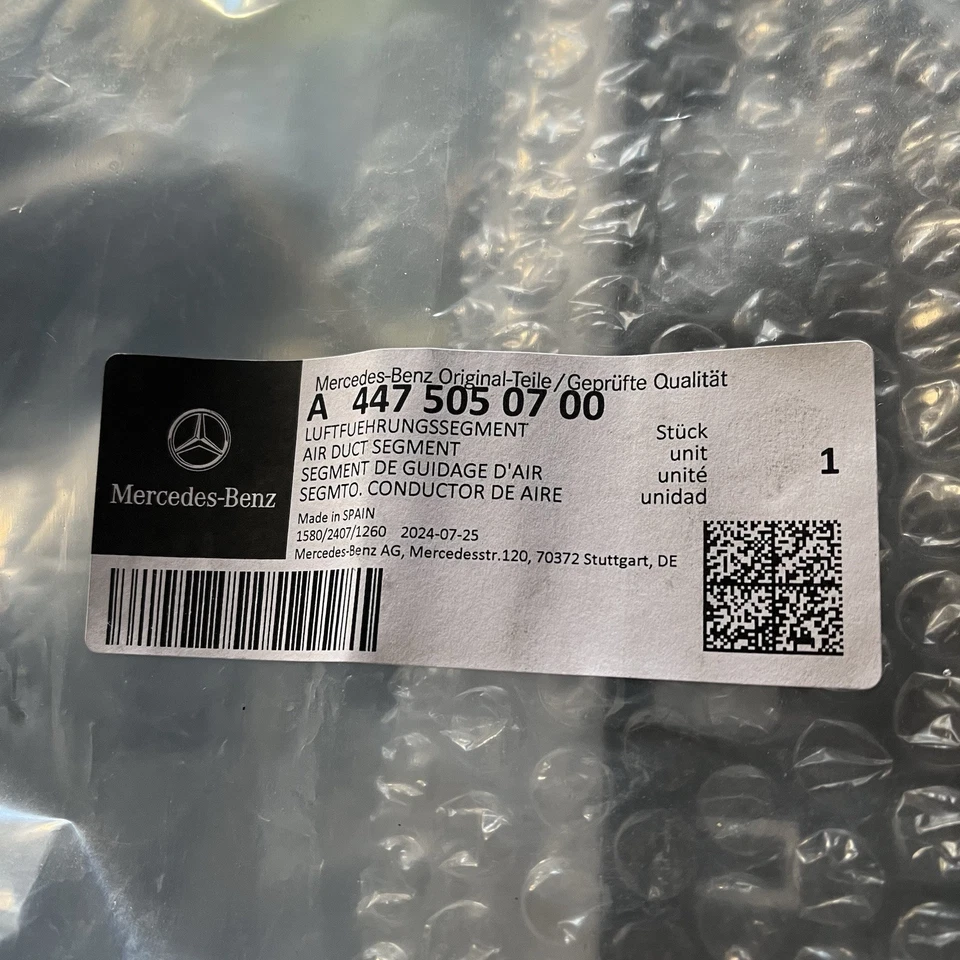 Mercedes-Benz Original-Teile/Geprüfte Qualität
A 447 505 07 00
LUFTFUEHRUNGSSEGMENT
AIR DUCT SEGMENT
SEGMENT DE GUIDAGE D'AIR
SEGMTO. CONDUCTOR DE AIRE
Stück
unit
unité
unidad
1
Mercedes-Benz
Made in SPAIN
1580/2407/1260 2024-07-25
Mercedes-Benz AG, Mercedesstr.120, 70372 Stuttgart, DE